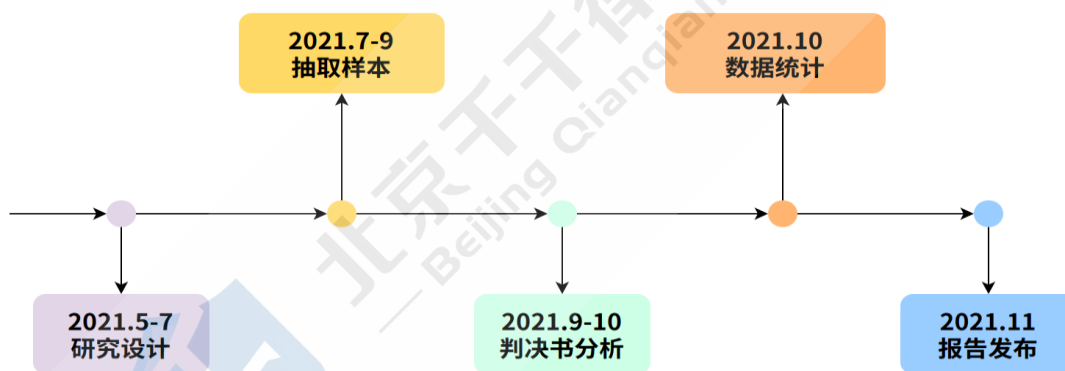 2021.7-9
抽取样本
2021.10
数据统计
2021.5-7
研究设计
2021.9-10
判决书分析
2021.11
报告发布
北京千千
Beijing Qianqian